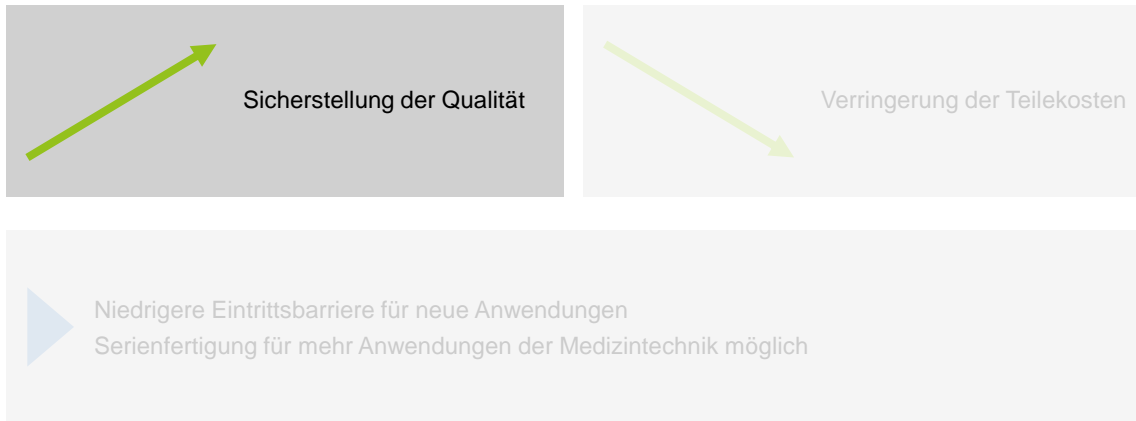 Sicherstellung der Qualität
Verringerung der Teilekosten
Niedrigere Eintrittsbarriere für neue Anwendungen
Serienfertigung für mehr Anwendungen der Medizintechnik möglich